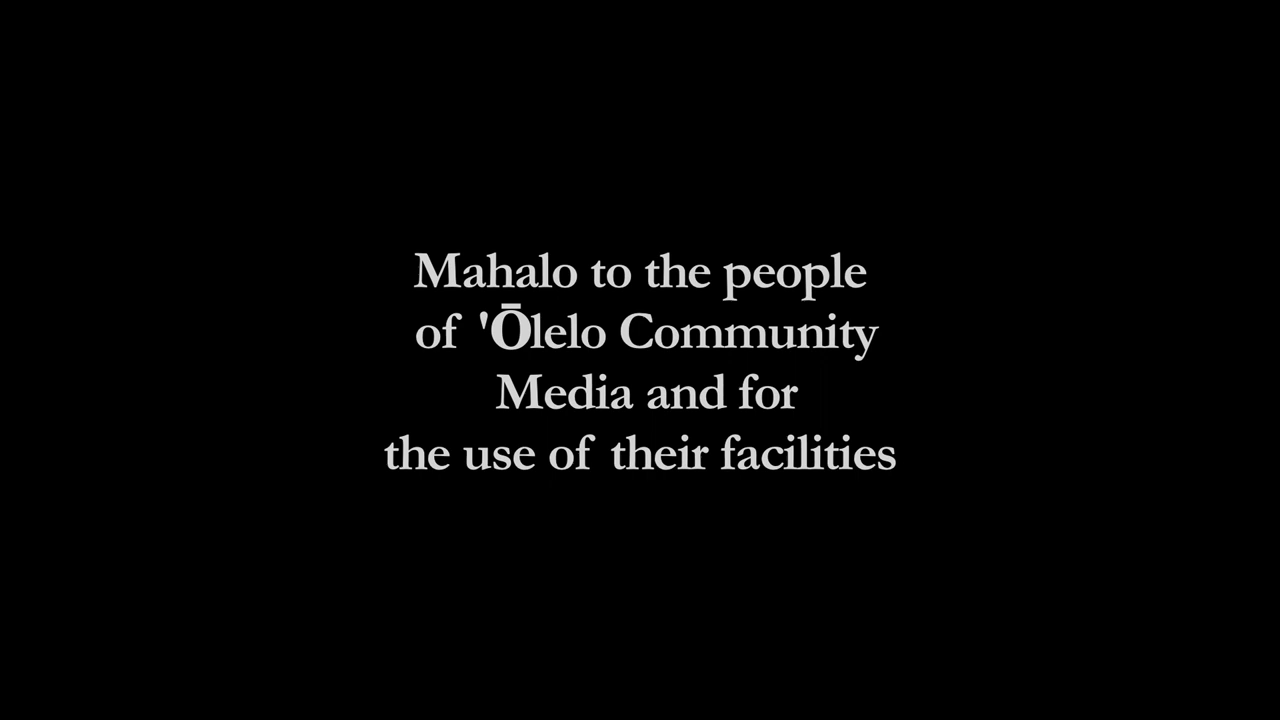 Mahalo to the people
of 'Ōlelo Community
Media and for
the use of their facilities